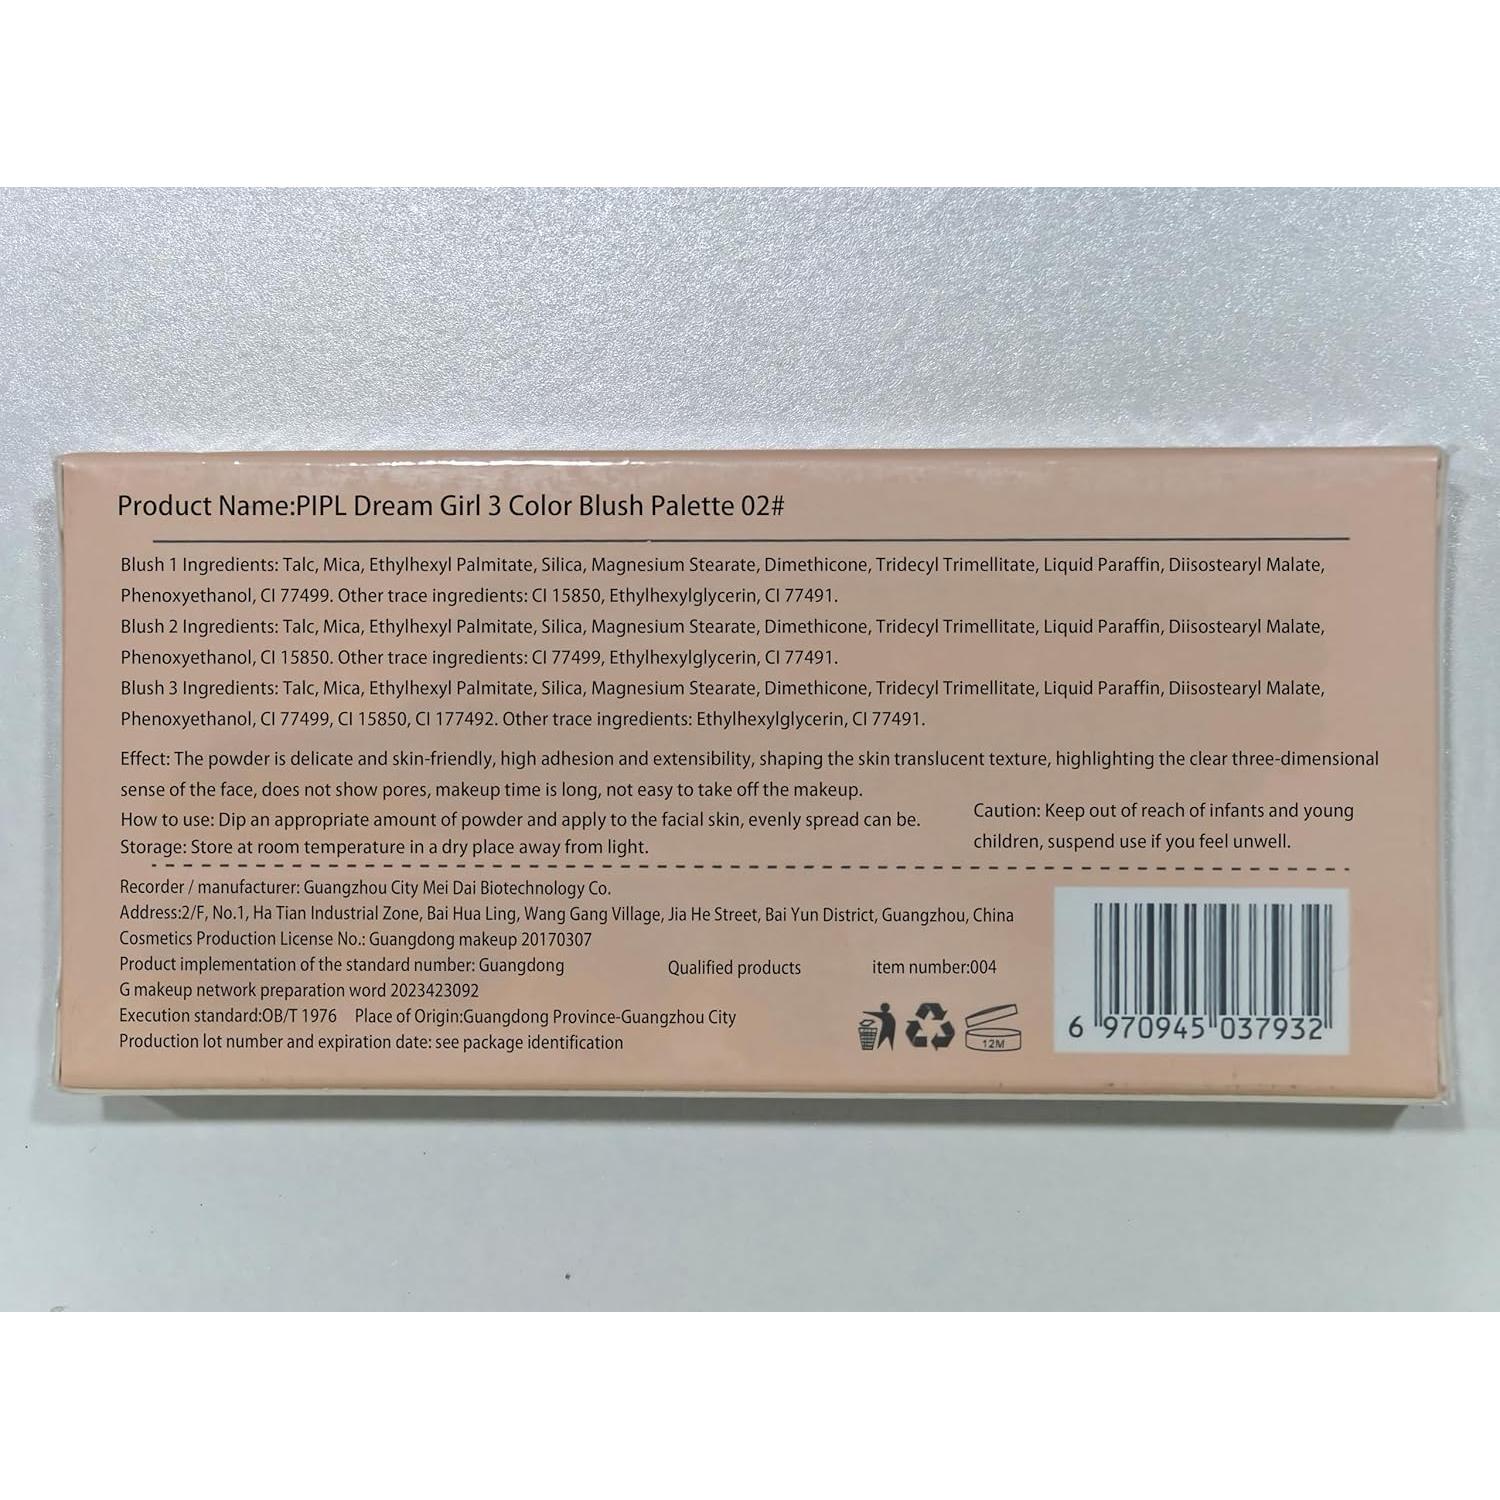 Product Name:PIPL Dream Girl 3 Color Blush Palette 02#
Blush 1 Ingredients: Talc, Mica, Ethylhexyl Palmitate, Silica, Magnesium Stearate, Dimethicone, Tridecyl Trimellitate, Liquid Paraffin, Diisostearyl Malate,
Phenoxyethanol, CI 77499. Other trace ingredients: CI 15850, Ethylhexylglycerin, CI 77491.
Blush 2 Ingredients: Talc, Mica, Ethylhexyl Palmitate, Silica, Magnesium Stearate, Dimethicone, Tridecyl Trimellitate, Liquid Paraffin, Diisostearyl Malate,
Phenoxyethanol, CI 15850. Other trace ingredients: CI 77499, Ethylhexylglycerin, CI 77491.
Blush 3 Ingredients: Talc, Mica, Ethylhexyl Palmitate, Silica, Magnesium Stearate, Dimethicone, Tridecyl Trimellitate, Liquid Paraffin, Diisostearyl Malate,
Phenoxyethanol, CI 77499, CI 15850, CI 177492. Other trace ingredients: Ethylhexylglycerin, CI 77491.
Effect: The powder is delicate and skin-friendly, high adhesion and extensibility, shaping the skin translucent texture, highlighting the clear three-dimensional
sense of the face, does not show pores, makeup time is long, not easy to take off the makeup.
How to use: Dip an appropriate amount of powder and apply to the facial skin, evenly spread can be.
Storage: Store at room temperature in a dry place away from light.
Caution: Keep out of reach of infants and young
children, suspend use if you feel unwell.
Recorder / manufacturer: Guangzhou City Mei Dai Biotechnology Co.
Address:2/F, No.1, Ha Tian Industrial Zone, Bai Hua Ling, Wang Gang Village, Jia He Street, Bai Yun District, Guangzhou, China
Cosmetics Production License No.: Guangdong makeup 20170307
Product implementation of the standard number: Guangdong
G makeup network preparation word 2023423092
Execution standard:OB/T 1976 Place of Origin:Guangdong Province-Guangzhou City
Production lot number and expiration date: see package identification
Qualified products item number:004
12M
6 970945 037932